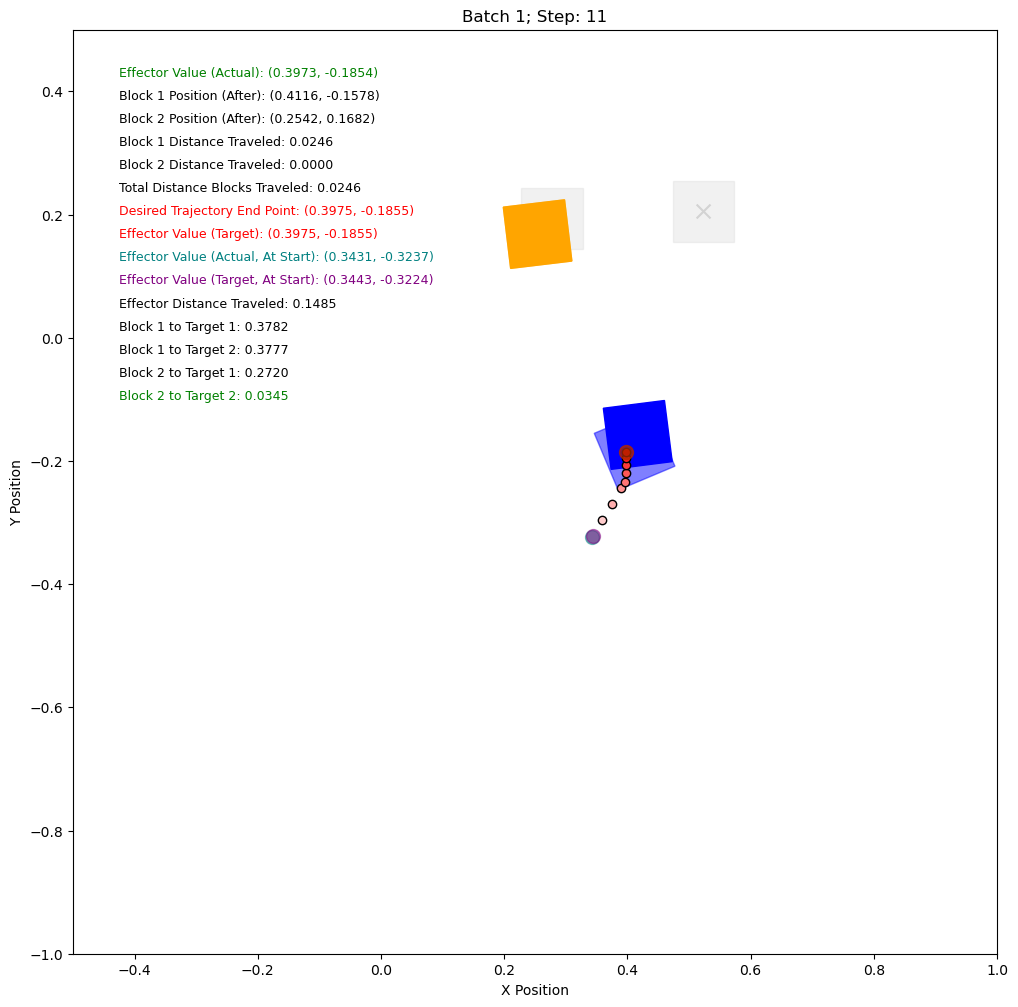 Batch 1; Step: 11
Effector Value (Actual): (0.3973, -0.1854)
Block 1 Position (After): (0.4116, -0.1578)
Block 2 Position (After): (0.2542, 0.1682)
Block 1 Distance Traveled: 0.0246
Block 2 Distance Traveled: 0.0000
Total Distance Blocks Traveled: 0.0246
Desired Trajectory End Point: (0.3975, -0.1855)
Effector Value (Target): (0.3975, -0.1855)
Effector Value (Actual, At Start): (0.3431, -0.3237)
Effector Value (Target, At Start): (0.3443, -0.3224)
Effector Distance Traveled: 0.1485
Block 1 to Target 1: 0.3782
Block 1 to Target 2: 0.3777
Block 2 to Target 1: 0.2720
Block 2 to Target 2: 0.0345
0.4
0.2
0.0
−0.2
−0.4
−0.6
−0.8
−1.0
Y Position
−0.4
−0.2
0.0
0.2
0.4
0.6
0.8
1.0
X Position